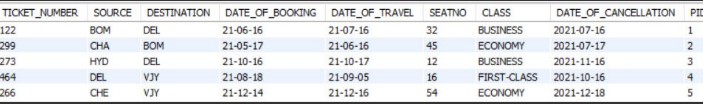 TICKET_NUMBER SOURCE DESTINATION DATE_OF_BOOKING DATE_OF_TRAVEL SEATNO CLASS DATE_OF_CANCELLATION
122 BOM DEL 21-06-16 21-07-16 32 BUSINESS 2021-07-16 1
299 CHA BOM 21-05-17 21-06-16 45 ECONOMY 2021-07-17 2
273 HYD DEL 21-10-16 21-10-17 12 BUSINESS 2021-11-16 3
464 DEL VJY 21-08-18 21-09-05 16 FIRST-CLASS 2021-10-16 4
266 CHE VJY 21-12-14 21-12-16 54 ECONOMY 2021-12-18 5